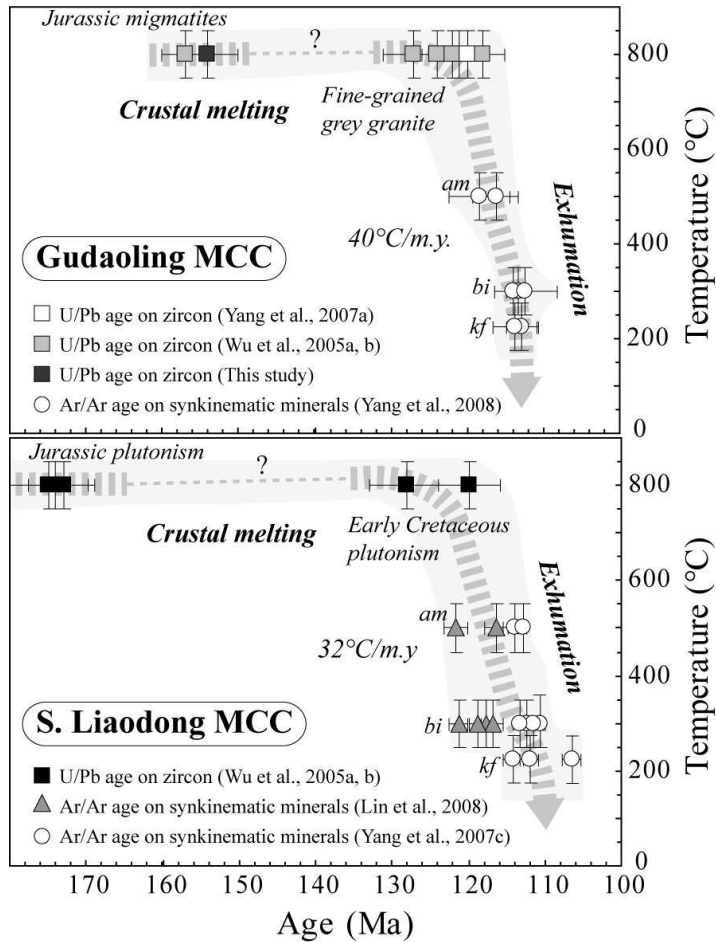 Jurassic migmatites
?
800
Crustal melting
Fine-grained
grey granite
600
am
Exhumation
40°C/m.y.
400
Gudaoling MCC
bi
U/Pb age on zircon (Yang et al., 2007a)
U/Pb age on zircon (Wu et al., 2005a, b)
kf
200
U/Pb age on zircon (This study)
Ar/Ar age on synkinematic minerals (Yang et al., 2008)
0
Temperature (°C)
Jurassic plutonism
?
800
Crustal melting
Early Cretaceous
plutonism
600
am
Exhumation
32°C/m.y
400
S. Liaodong MCC
bi
kf
U/Pb age on zircon (Wu et al., 2005a, b)
200
Ar/Ar age on synkinematic minerals (Lin et al., 2008)
Ar/Ar age on synkinematic minerals (Yang et al., 2007c)
0
Temperature (°C)
170 160 150 140 130 120 110 100
Age (Ma)